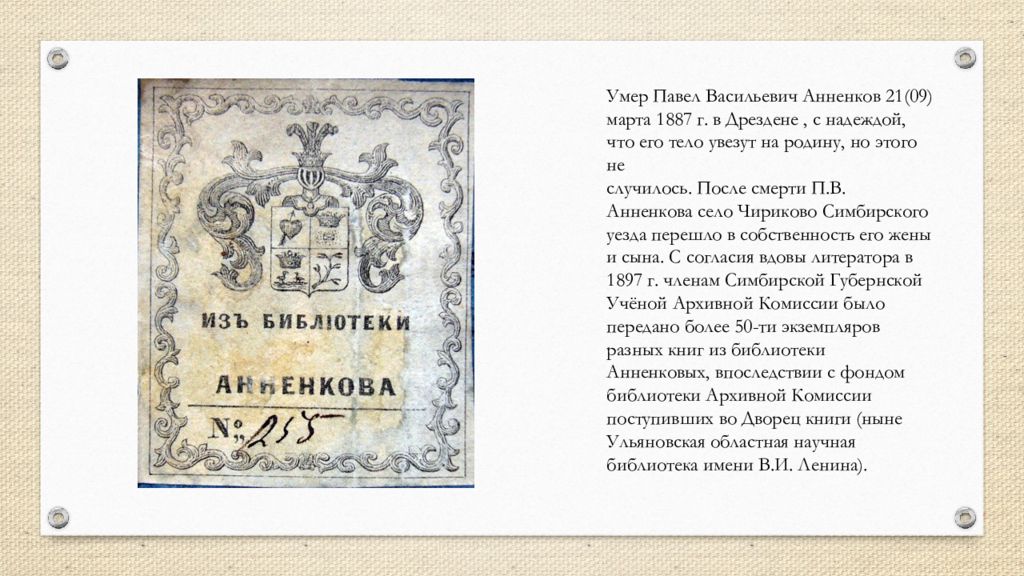 ИЗЪ БИБЛІОТЕКИ
АННЕНКОВА
№ 255
Умер Павел Васильевич Анненков 21(09)
марта 1887 г. в Дрездене , с надеждой,
что его тело увезут на родину, но этого
не
случилось. После смерти П.В.
Анненкова село Чириково Симбирского
уезда перешло в собственность его жены
и сына. С согласия вдовы литератора в
1897 г. членам Симбирской Губернской
Учёной Архивной Комиссии было
передано более 50-ти экземпляров
разных книг из библиотеки
Анненковых, впоследствии с фондом
библиотеки Архивной Комиссии
поступивших во Дворец книги (ныне
Ульяновская областная научная
библиотека имени В.И. Ленина).